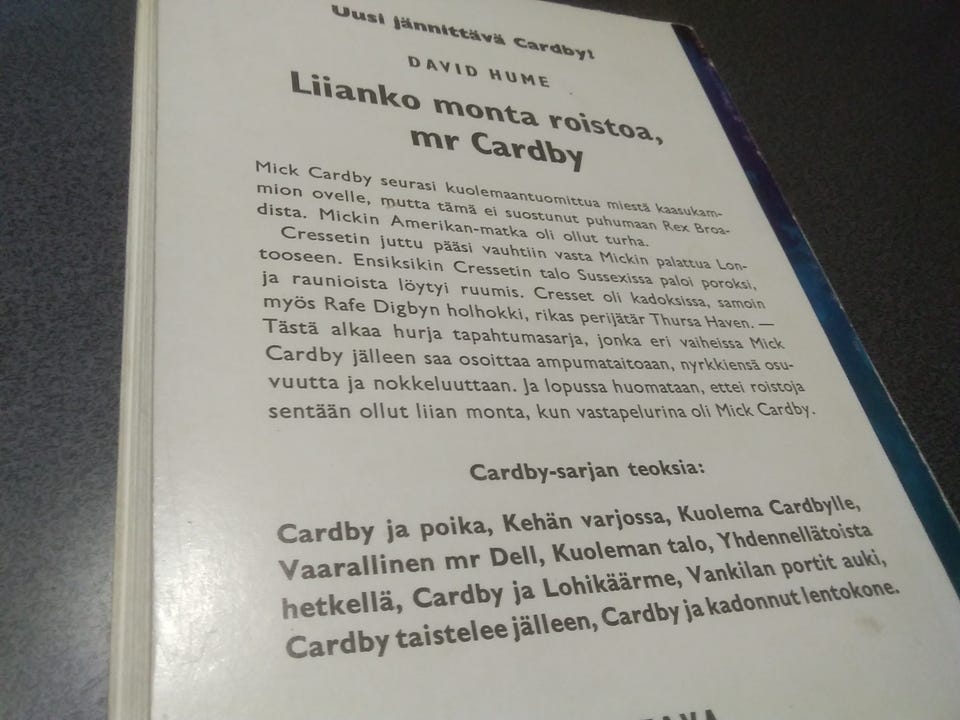 Uusi jännittävä Cardby!
DAVID HUME
Liianko monta roistoa,
mr Cardby
Mick Cardby seurasi kuolemaantuomittua miestä kaasukam-
mion ovelle, mutta tämä ei suostunut puhumaan Rex Broa-
dista. Mickin Amerikan-matka oli ollut turha.
Cressetin juttu pääsi vauhtiin vasta Mickin palattua Lon-
tooseen. Ensiksikin Cressetin talo Sussexissa paloi poroksi,
ja raunioista löytyi ruumis. Cresset oli kadoksissa, samoin
myös Rafe Digbyn holhokki, rikas perijätär Thursa Haven. —
Tästä alkaa hurja tapahtumasarja, jonka eri vaiheissa Mick
Cardby jälleen saa osoittaa ampumataitoaan, nyrkkiensä osu-
vuutta ja nokkeluuttaan. Ja lopussa huomataan, ettei roistoja
sentään ollut liian monta, kun vastapelurina oli Mick Cardby.
Cardby-sarjan teoksia:
Cardby ja poika, Kehän varjossa, Kuolema Cardbylle,
Vaarallinen mr Dell, Kuoleman talo, Yhdennellätoista
hetkellä, Cardby ja Lohikäärme, Vankilan portit auki,
Cardby taistelee jälleen, Cardby ja kadonnut lentokone.